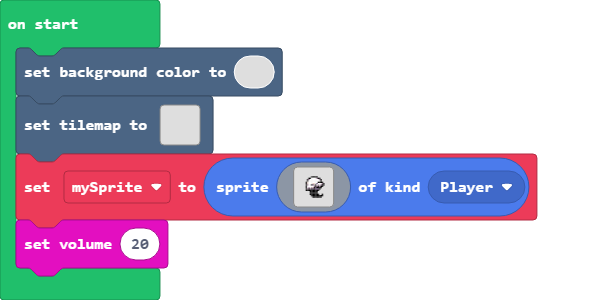 on start
set background color to
set tilemap to
set mySprite to sprite of kind Player
set volume 20